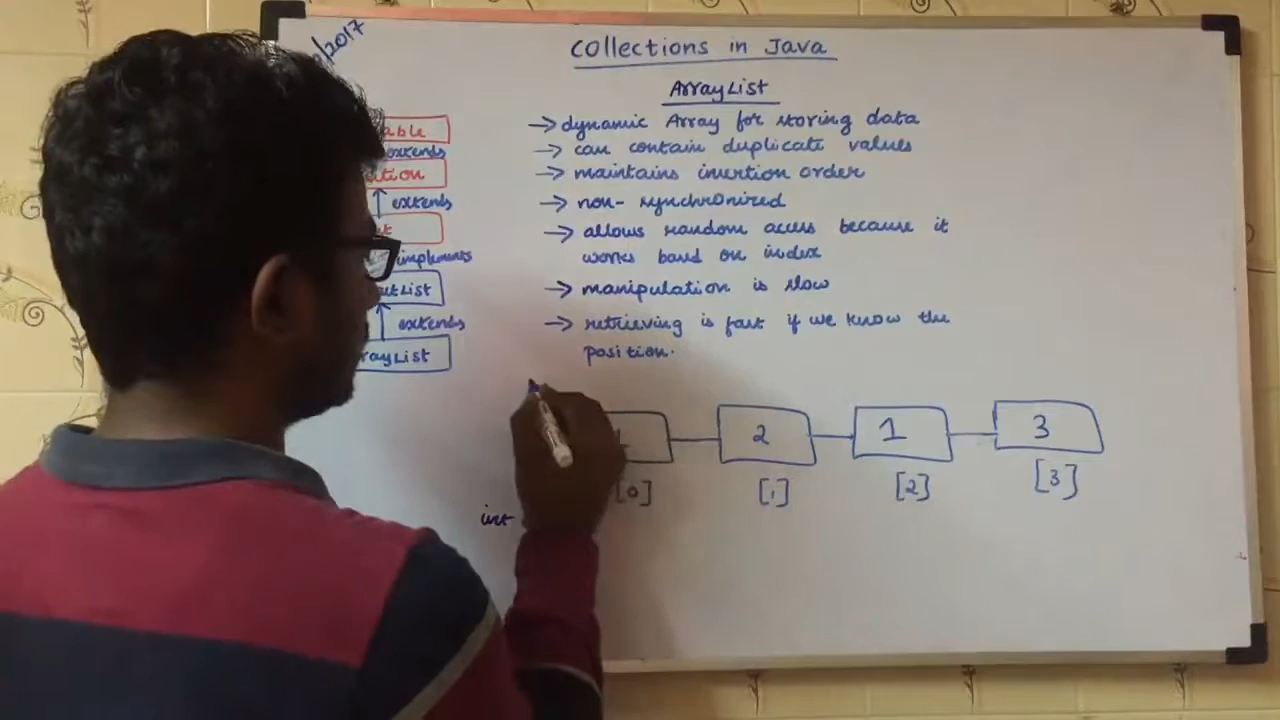 /2017
Collections in Java
ArrayList
able
extends
ction
extends
implements
List
extends
rayList
→ dynamic Array for storing data
→ can contain duplicate values
→ maintains insertion order
→ non-synchronized
→ allows random access because it
works based on index
→ manipulation is slow
→ retrieving is fast if we know the
position.
2
1
3
[0]
[1]
[2]
[3]
int